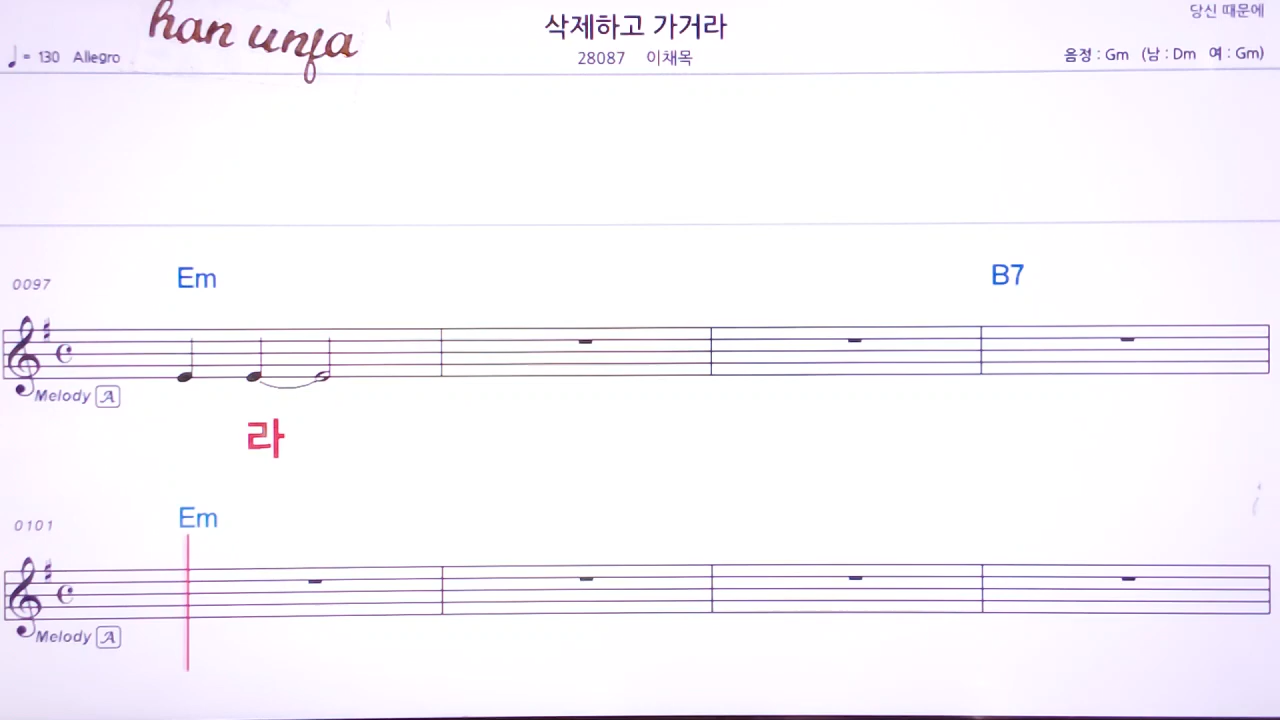 han unja
삭제하고 가거라
당신 때문에
♩= 130 Allegro
28087 이채목
음정 : Gm (남 : Dm 여 : Gm)
0097
Em
B7
Melody A
라
0101
Em
Melody A